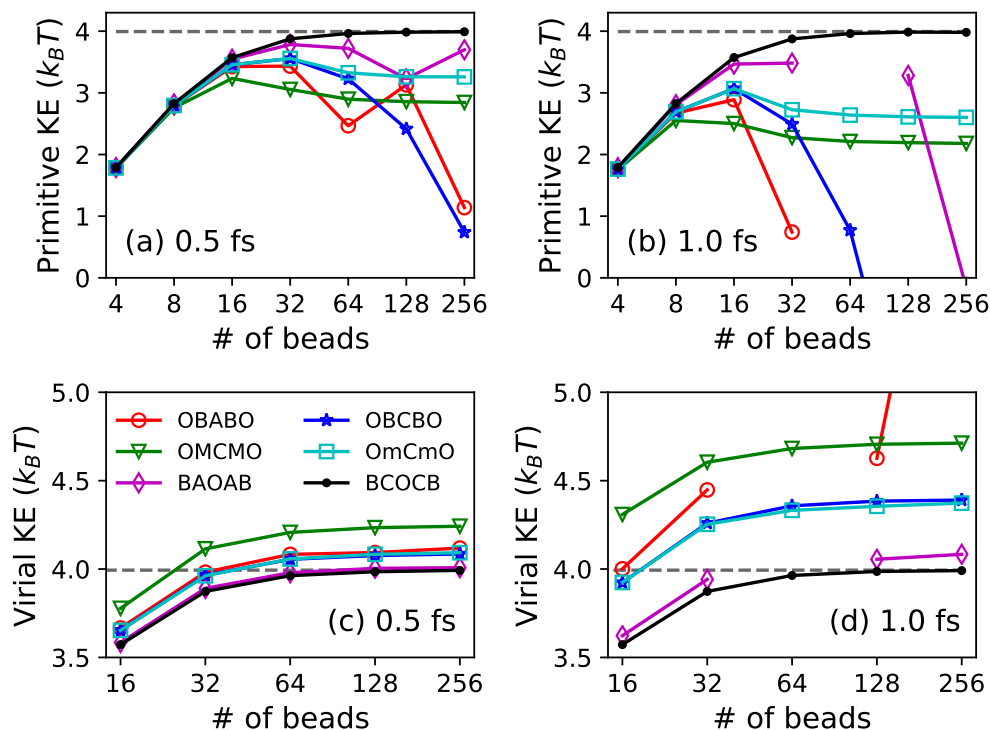 Primitive KE (k_BT)
4
3
2
1
0
(a) 0.5 fs
4 8 16 32 64 128 256
# of beads
Primitive KE (k_BT)
4
3
2
1
0
(b) 1.0 fs
4 8 16 32 64 128 256
# of beads
Virial KE (k_BT)
5.0
4.5
4.0
3.5
OBABO OBCBO
OMCMO OmCmO
BAOAB BCOCB
(c) 0.5 fs
16 32 64 128 256
# of beads
Virial KE (k_BT)
5.0
4.5
4.0
3.5
(d) 1.0 fs
16 32 64 128 256
# of beads